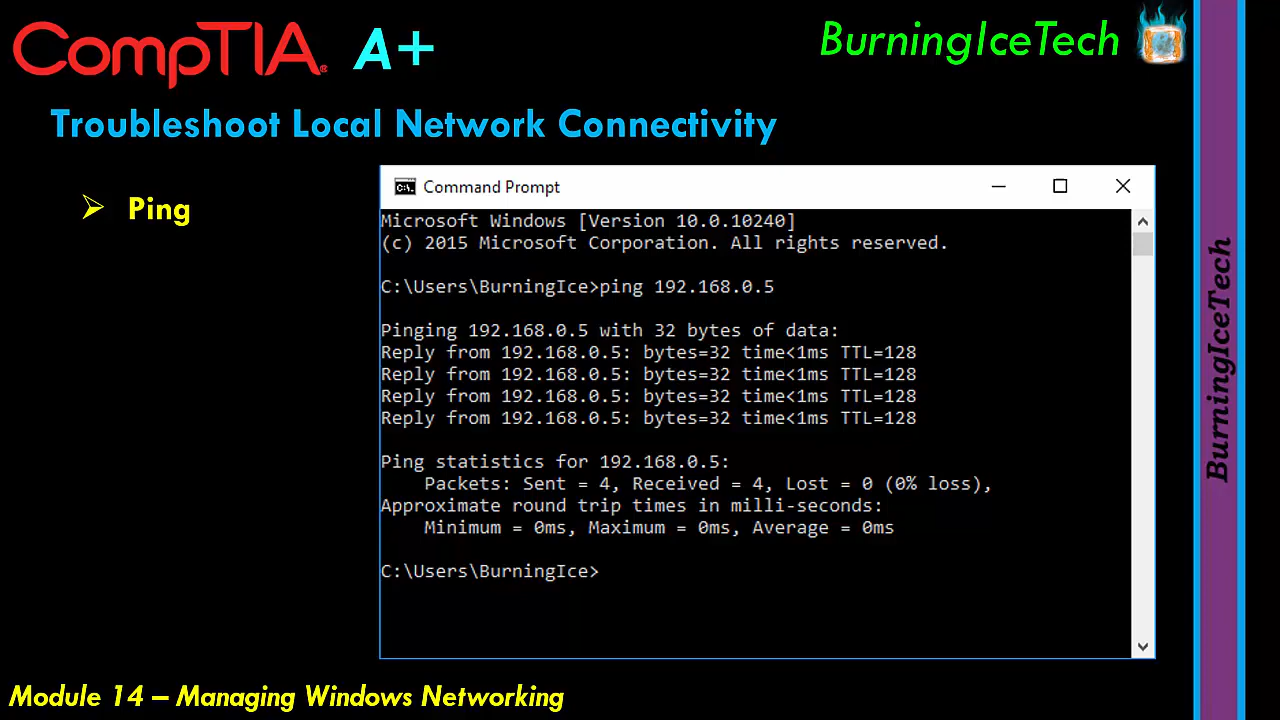 CompTIA® A+
BurningIceTech
Troubleshoot Local Network Connectivity
➢ Ping
C:\. Command Prompt
Microsoft Windows [Version 10.0.10240]
(c) 2015 Microsoft Corporation. All rights reserved.
C:\Users\BurningIce>ping 192.168.0.5
Pinging 192.168.0.5 with 32 bytes of data:
Reply from 192.168.0.5: bytes=32 time<1ms TTL=128
Reply from 192.168.0.5: bytes=32 time<1ms TTL=128
Reply from 192.168.0.5: bytes=32 time<1ms TTL=128
Reply from 192.168.0.5: bytes=32 time<1ms TTL=128
Ping statistics for 192.168.0.5:
Packets: Sent = 4, Received = 4, Lost = 0 (0% loss),
Approximate round trip times in milli-seconds:
Minimum = 0ms, Maximum = 0ms, Average = 0ms
C:\Users\BurningIce>
BurningIceTech
Module 14 – Managing Windows Networking